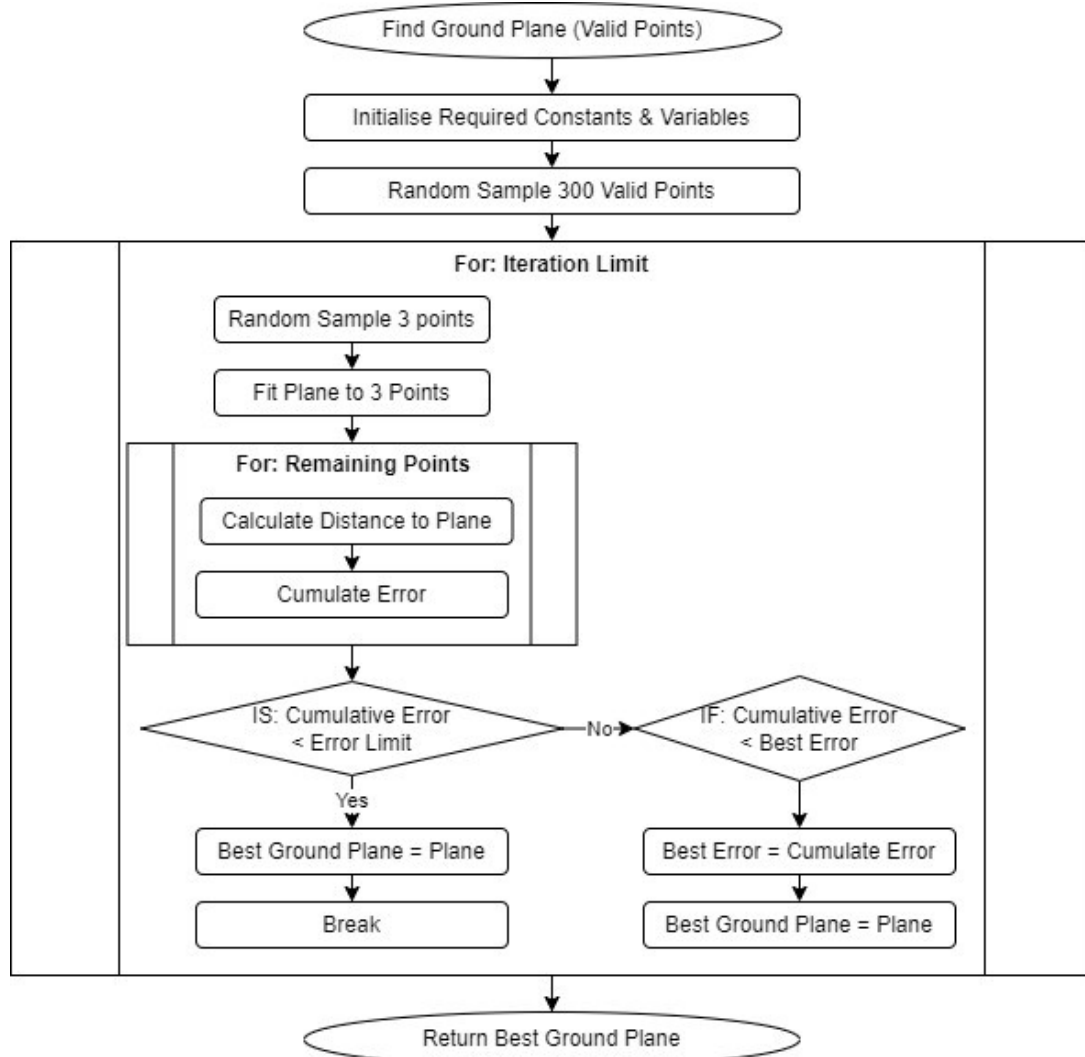 Find Ground Plane (Valid Points)
Initialise Required Constants & Variables
Random Sample 300 Valid Points
For: Iteration Limit
Random Sample 3 points
Fit Plane to 3 Points
For: Remaining Points
Calculate Distance to Plane
Cumulate Error
IS: Cumulative Error
< Error Limit
No
IF: Cumulative Error
< Best Error
Yes
Best Ground Plane = Plane
Break
Best Error = Cumulate Error
Best Ground Plane = Plane
Return Best Ground Plane